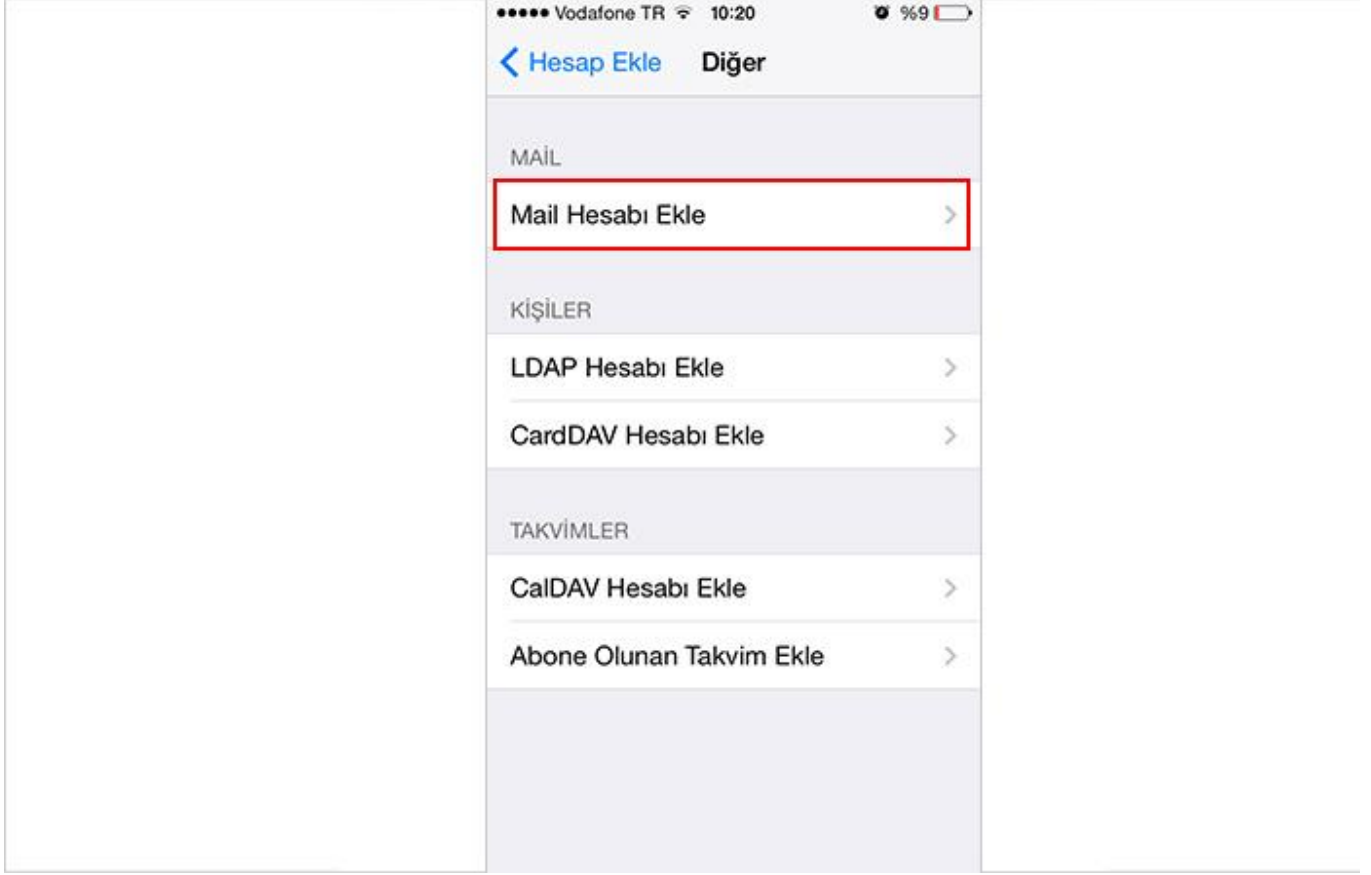 Vodafone TR 10:20 %9
Hesap Ekle Diğer
MAİL
Mail Hesabı Ekle
KİŞİLER
LDAP Hesabı Ekle
CardDAV Hesabı Ekle
TAKVİMLER
CalDAV Hesabı Ekle
Abone Olunan Takvim Ekle